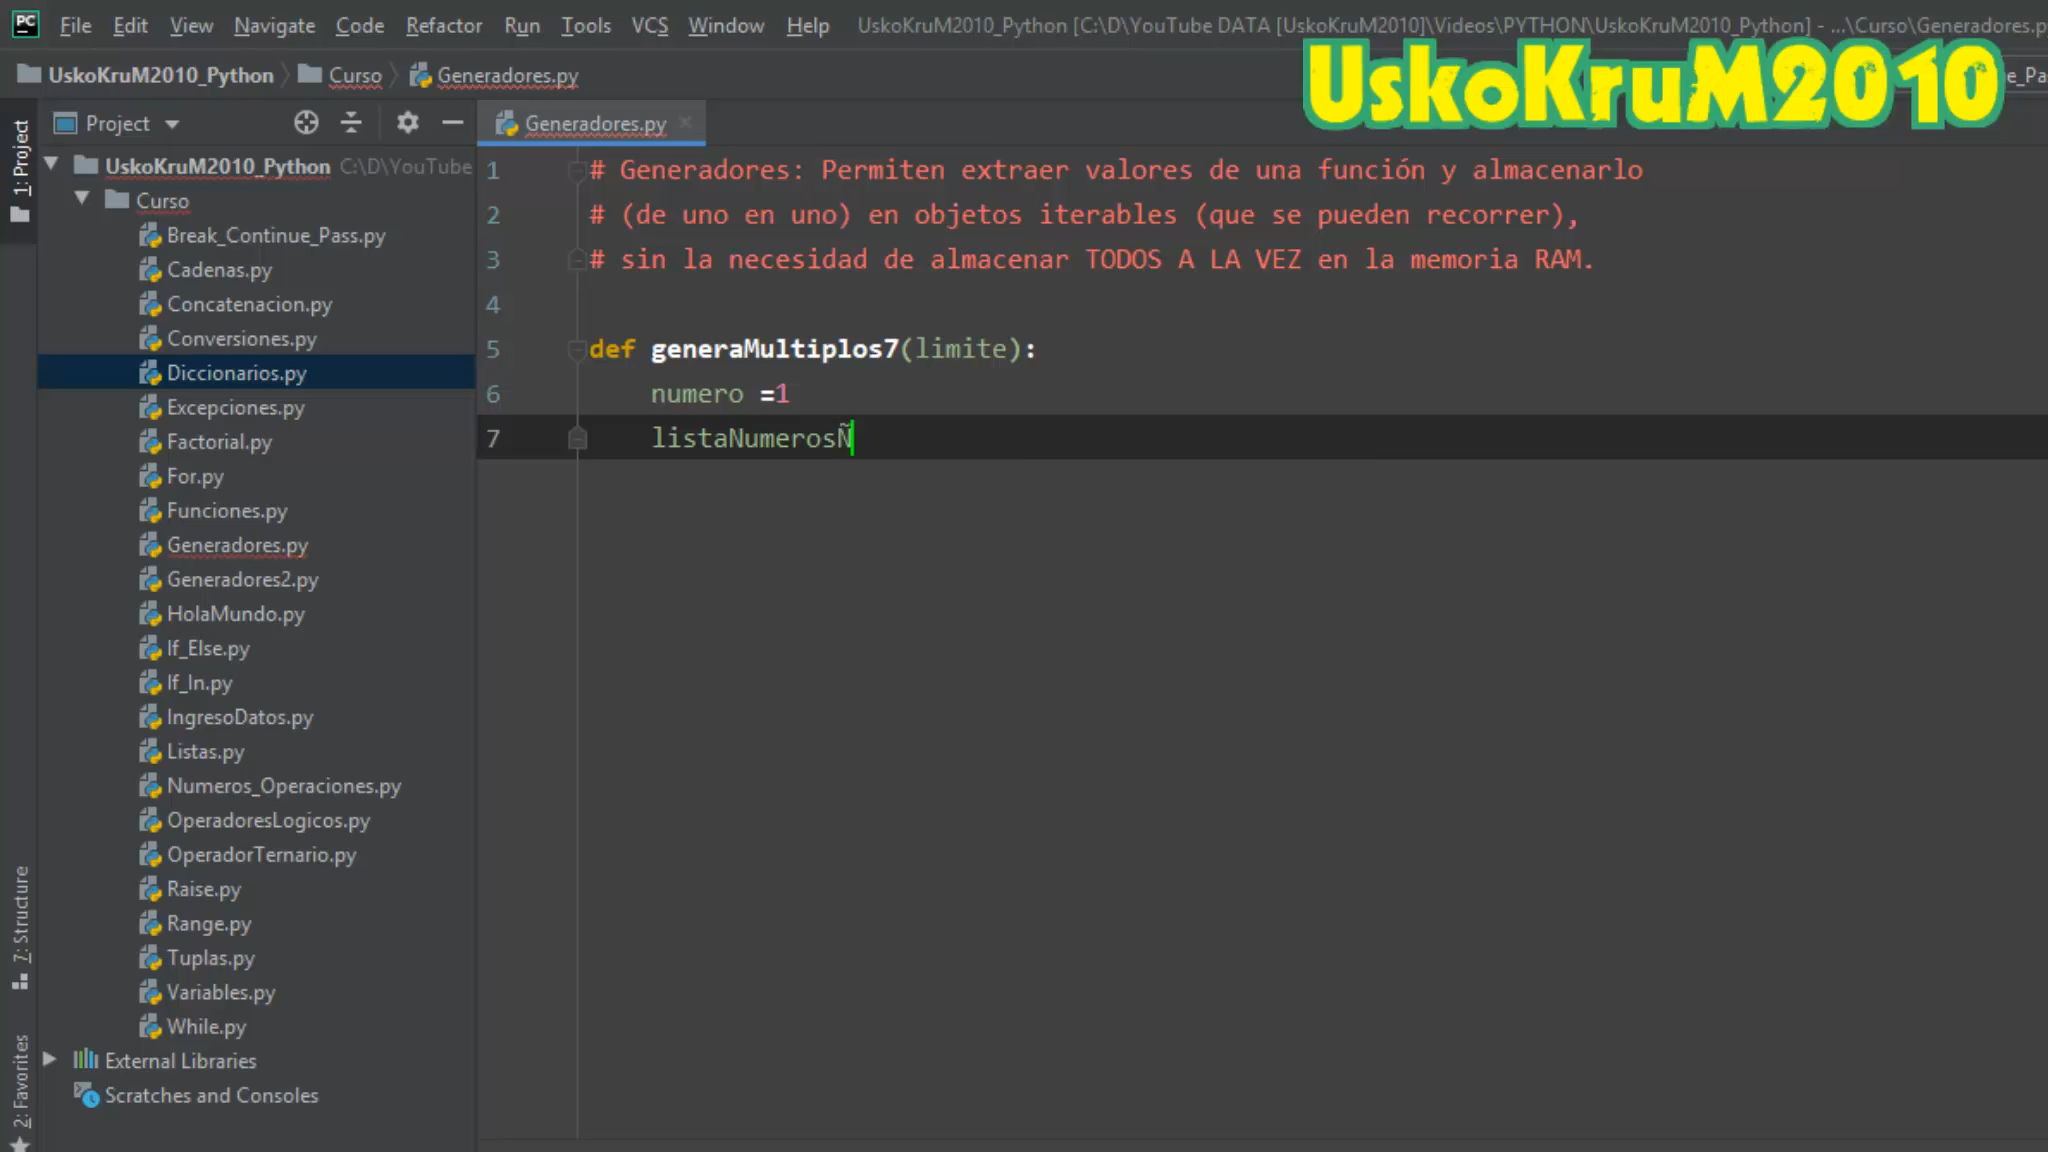 PC File Edit View Navigate Code Refactor Run Tools VCS Window Help UskoKruM2010_Python [C:\D\YouTube DATA [UskoKruM2010]\Videos\PYTHON\UskoKruM2010_Python] - ...\Curso\Generadores.py
UskoKruM2010
UskoKruM2010_Python Curso Generadores.py
e_Pa
Project
Generadores.py
1: Project
UskoKruM2010_Python C:\D\YouTube
Curso
Break_Continue_Pass.py
Cadenas.py
Concatenacion.py
Conversiones.py
Diccionarios.py
Excepciones.py
Factorial.py
For.py
Funciones.py
Generadores.py
Generadores2.py
HolaMundo.py
If_Else.py
If_In.py
IngresoDatos.py
Listas.py
Numeros_Operaciones.py
OperadoresLogicos.py
OperadorTernario.py
Raise.py
Range.py
Tuplas.py
Variables.py
While.py
External Libraries
Scratches and Consoles
7: Structure
2: Favorites
1 # Generadores: Permiten extraer valores de una función y almacenarlo
2 # (de uno en uno) en objetos iterables (que se pueden recorrer),
3 # sin la necesidad de almacenar TODOS A LA VEZ en la memoria RAM.
4
5 def generaMultiplos7(limite):
6 numero =1
7 listaNumerosÑ